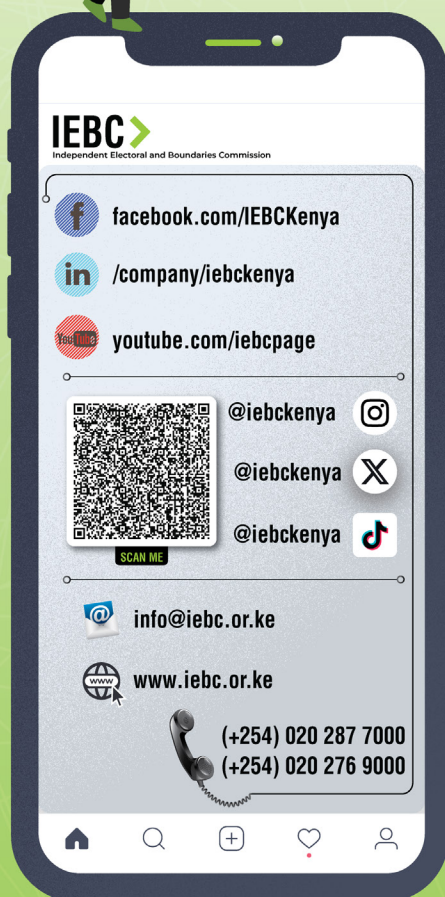 IEBC
Independent Electoral and Boundaries Commission
f facebook.com/IEBCKenya
in /company/iebckenya
YouTube youtube.com/iebcpage
@iebckenya
@iebckenya
@iebckenya
SCAN ME
@ info@iebc.or.ke
www www.iebc.or.ke
(+254) 020 287 7000
(+254) 020 276 9000